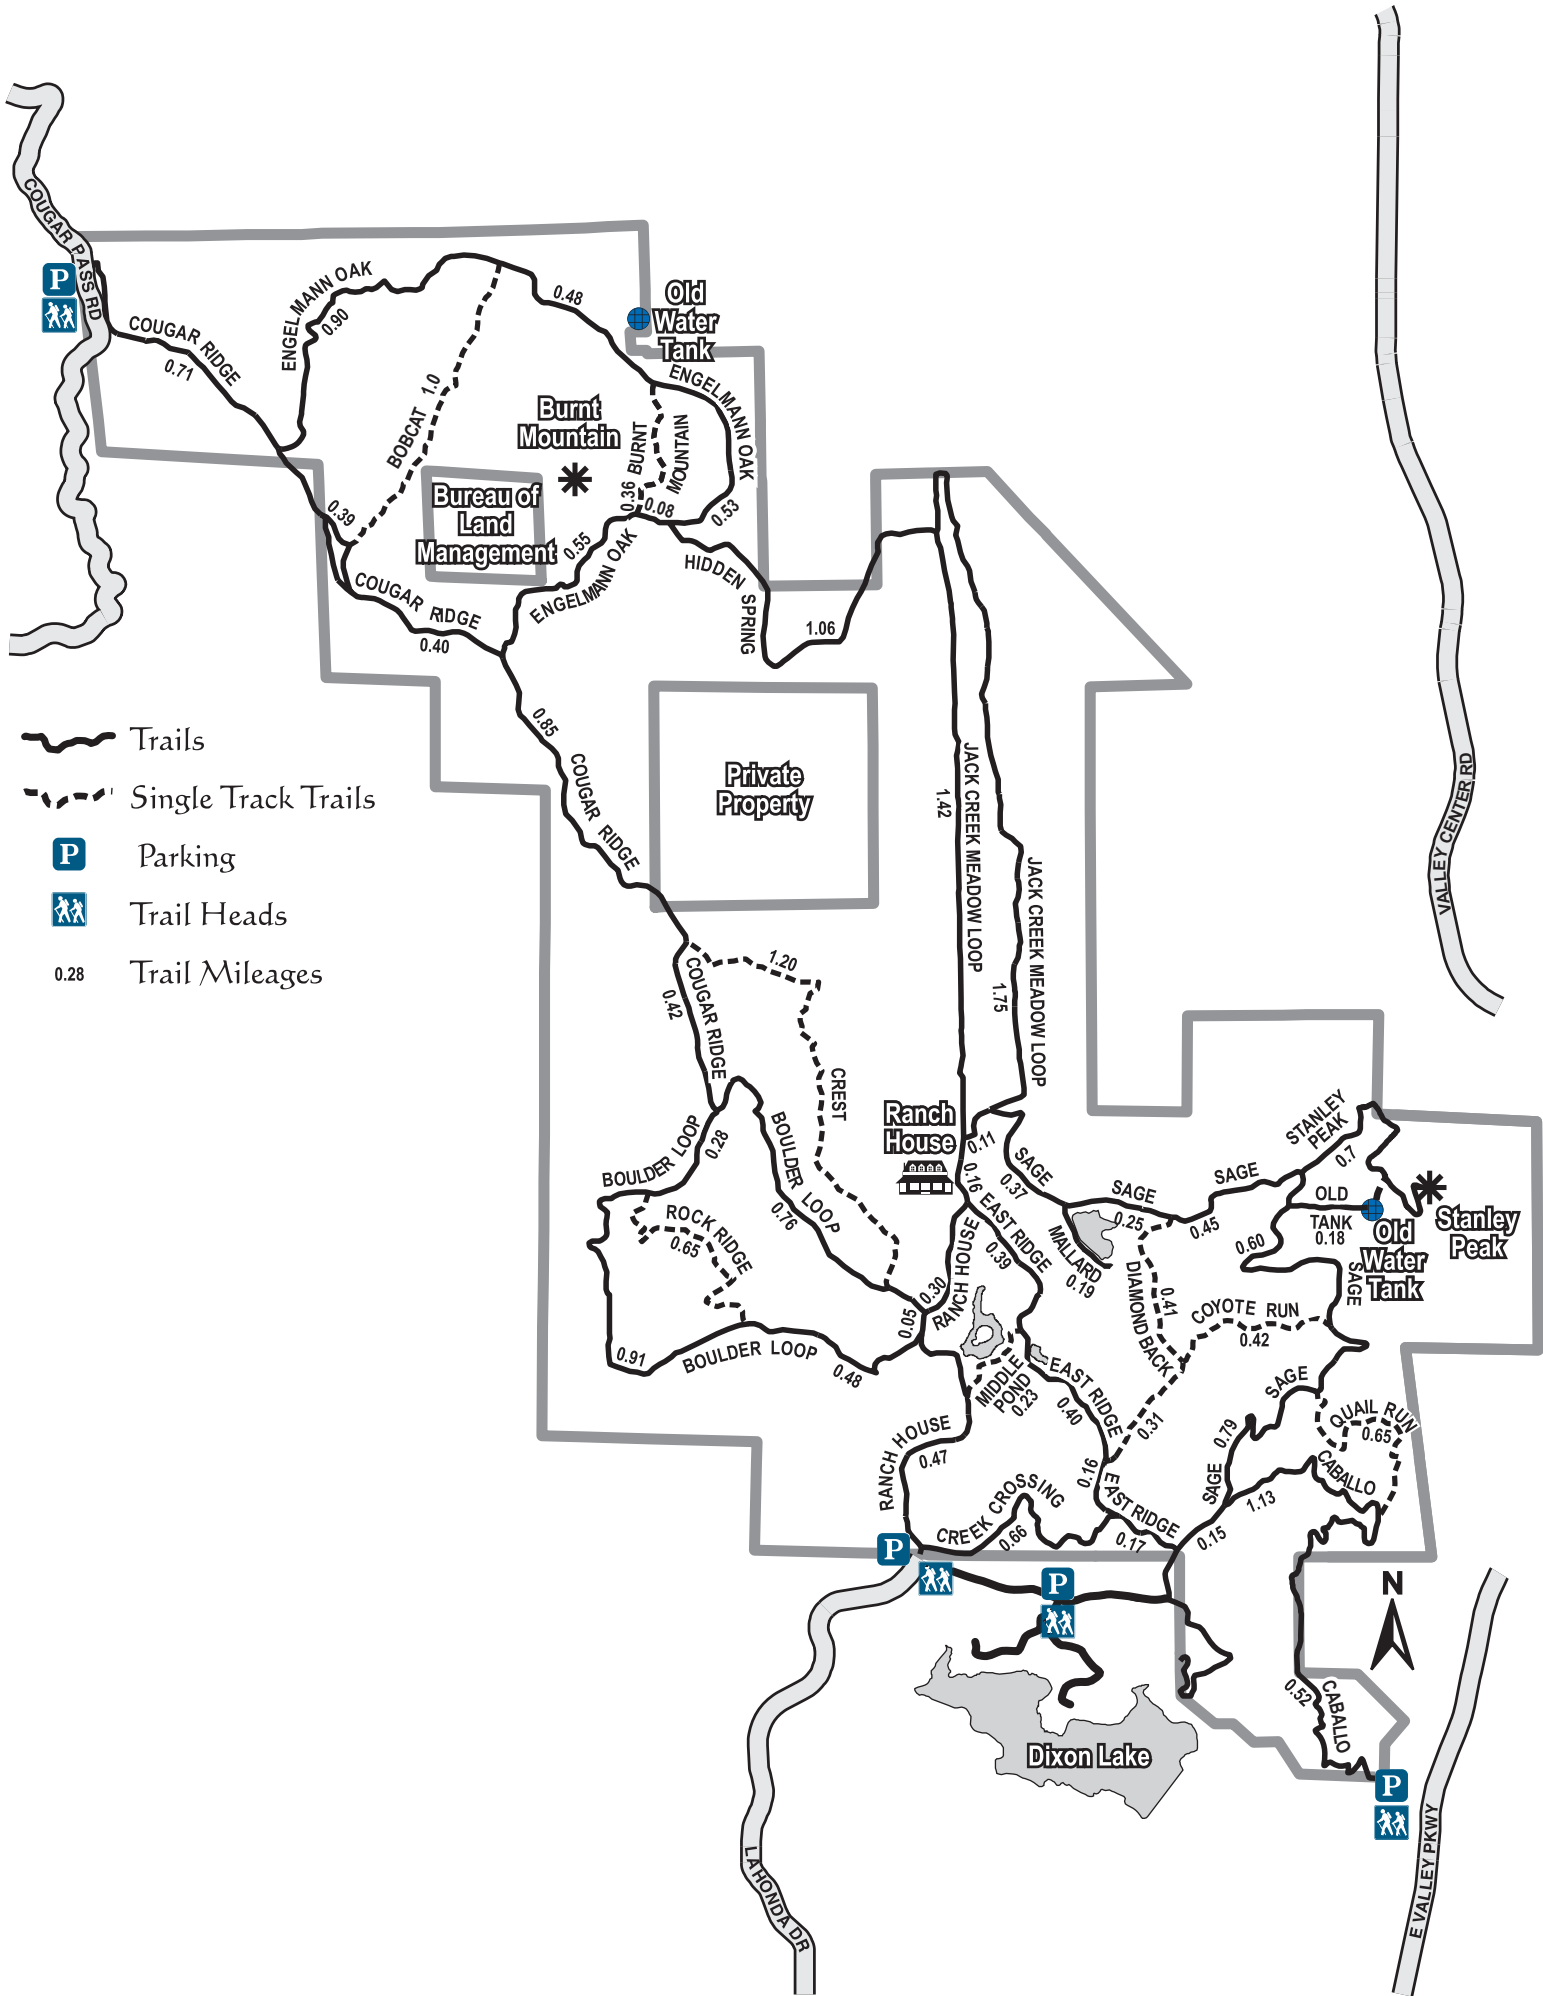 COUGAR PASS RD
P
COUGAR RIDGE
0.71
ENGELMANN OAK
0.90
BOBCAT 1.0
0.48
Old
Water
Tank
ENGELMANN OAK
Burnt
Mountain
0.36 BURNT
MOUNTAIN
0.08
0.53
Bureau of
Land
Management
0.39
0.55
ENGELMANN OAK
HIDDEN SPRING
1.06
COUGAR RIDGE
0.40
0.85
COUGAR RIDGE
Private
Property
1.42
JACK CREEK MEADOW LOOP
JACK CREEK MEADOW LOOP
1.75
VALLEY CENTER RD
Trails
Single Track Trails
P
Parking
Trail Heads
0.28
Trail Mileages
0.42
COUGAR RIDGE
1.20
CREST
BOULDER LOOP
0.28
BOULDER LOOP
0.76
ROCK RIDGE
0.65
0.91
BOULDER LOOP
0.48
Ranch
House
0.11
0.16
EAST RIDGE
0.39
SAGE
0.37
SAGE
0.25
MALLARD
0.19
SAGE
0.45
STANLEY
PEAK
0.7
OLD
TANK
0.18
Old
Water
Tank
Stanley
Peak
0.60
SAGE
DIAMOND BACK
0.41
COYOTE RUN
0.42
0.31
0.30
RANCH HOUSE
0.05
MIDDLE
POND
0.23
EAST RIDGE
0.40
SAGE
0.79
SAGE
QUAIL RUN
0.65
CABALLO
1.13
RANCH HOUSE
0.47
CREEK CROSSING
0.66
0.16
EAST RIDGE
0.17
0.15
P
P
N
0.52
CABALLO
Dixon Lake
P
LAHONDA DR
E VALLEY PKWY